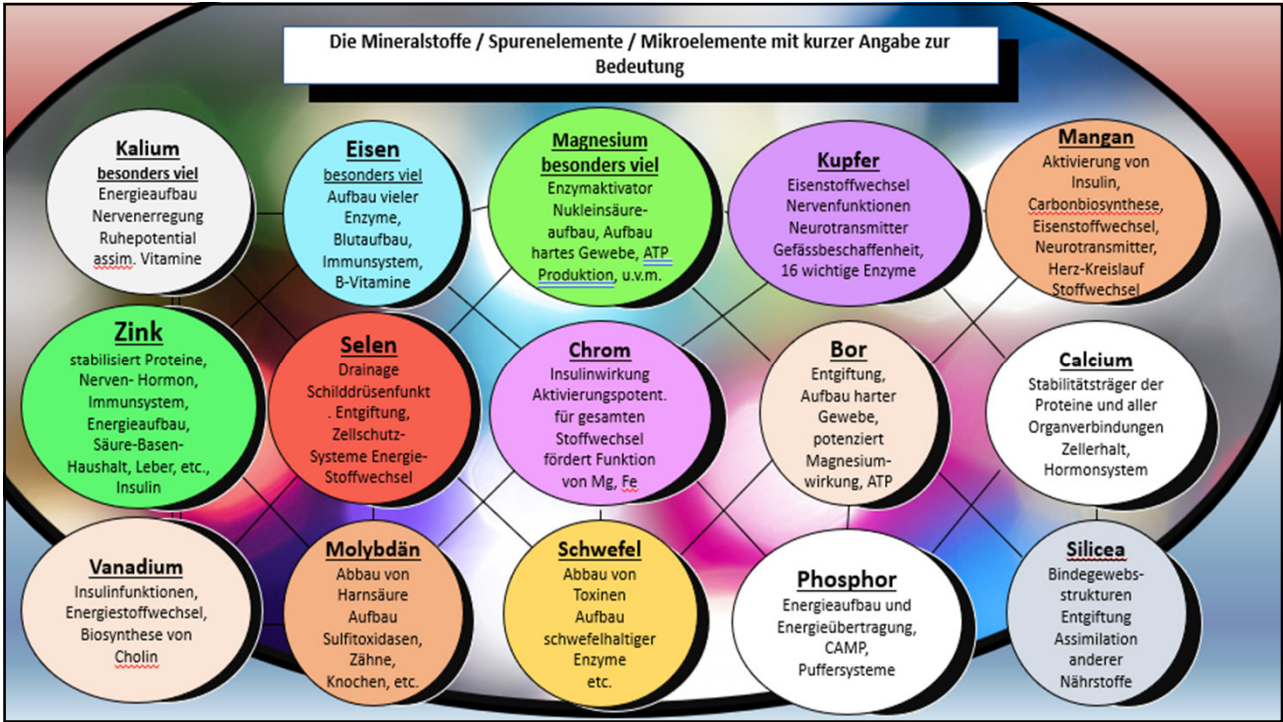 Die Mineralstoffe / Spurenelemente / Mikroelemente mit kurzer Angabe zur
Bedeutung
Kalium
besonders viel
Energieaufbau
Nervenerregung
Ruhepotential
assim. Vitamine
Eisen
besonders viel
Aufbau vieler
Enzyme,
Blutaufbau,
Immunsystem,
B-Vitamine
Magnesium
besonders viel
Enzymaktivator
Nukleinsäure-
aufbau, Aufbau
hartes Gewebe, ATP
Produktion, u.v.m.
Kupfer
Eisenstoffwechsel
Nervenfunktionen
Neurotransmitter
Gefässbeschaffenheit,
16 wichtige Enzyme
Mangan
Aktivierung von
Insulin,
Carbonbiosynthese,
Eisenstoffwechsel,
Neurotransmitter,
Herz-Kreislauf
Stoffwechsel
Zink
stabilisiert Proteine,
Nerven- Hormon,
Immunsystem,
Energieaufbau,
Säure-Basen-
Haushalt, Leber, etc.,
Insulin
Selen
Drainage
Schilddrüsenfunkt
. Entgiftung,
Zellschutz-
Systeme Energie-
Stoffwechsel
Chrom
Insulinwirkung
Aktivierungspotent.
für gesamten
Stoffwechsel
fördert Funktion
von Mg, Fe
Bor
Entgiftung,
Aufbau harter
Gewebe,
potenziert
Magnesium-
wirkung, ATP
Calcium
Stabilitätsträger der
Proteine und aller
Organverbindungen
Zellerhalt,
Hormonsystem
Vanadium
Insulinfunktionen,
Energiestoffwechsel,
Biosynthese von
Cholin
Molybdän
Abbau von
Harnsäure
Aufbau
Sulfitoxidasen,
Zähne,
Knochen, etc.
Schwefel
Abbau von
Toxinen
Aufbau
schwefelhaltiger
Enzyme
etc.
Phosphor
Energieaufbau und
Energieübertragung,
CAMP,
Puffersysteme
Silicea
Bindegewebs-
strukturen
Entgiftung
Assimilation
anderer
Nährstoffe